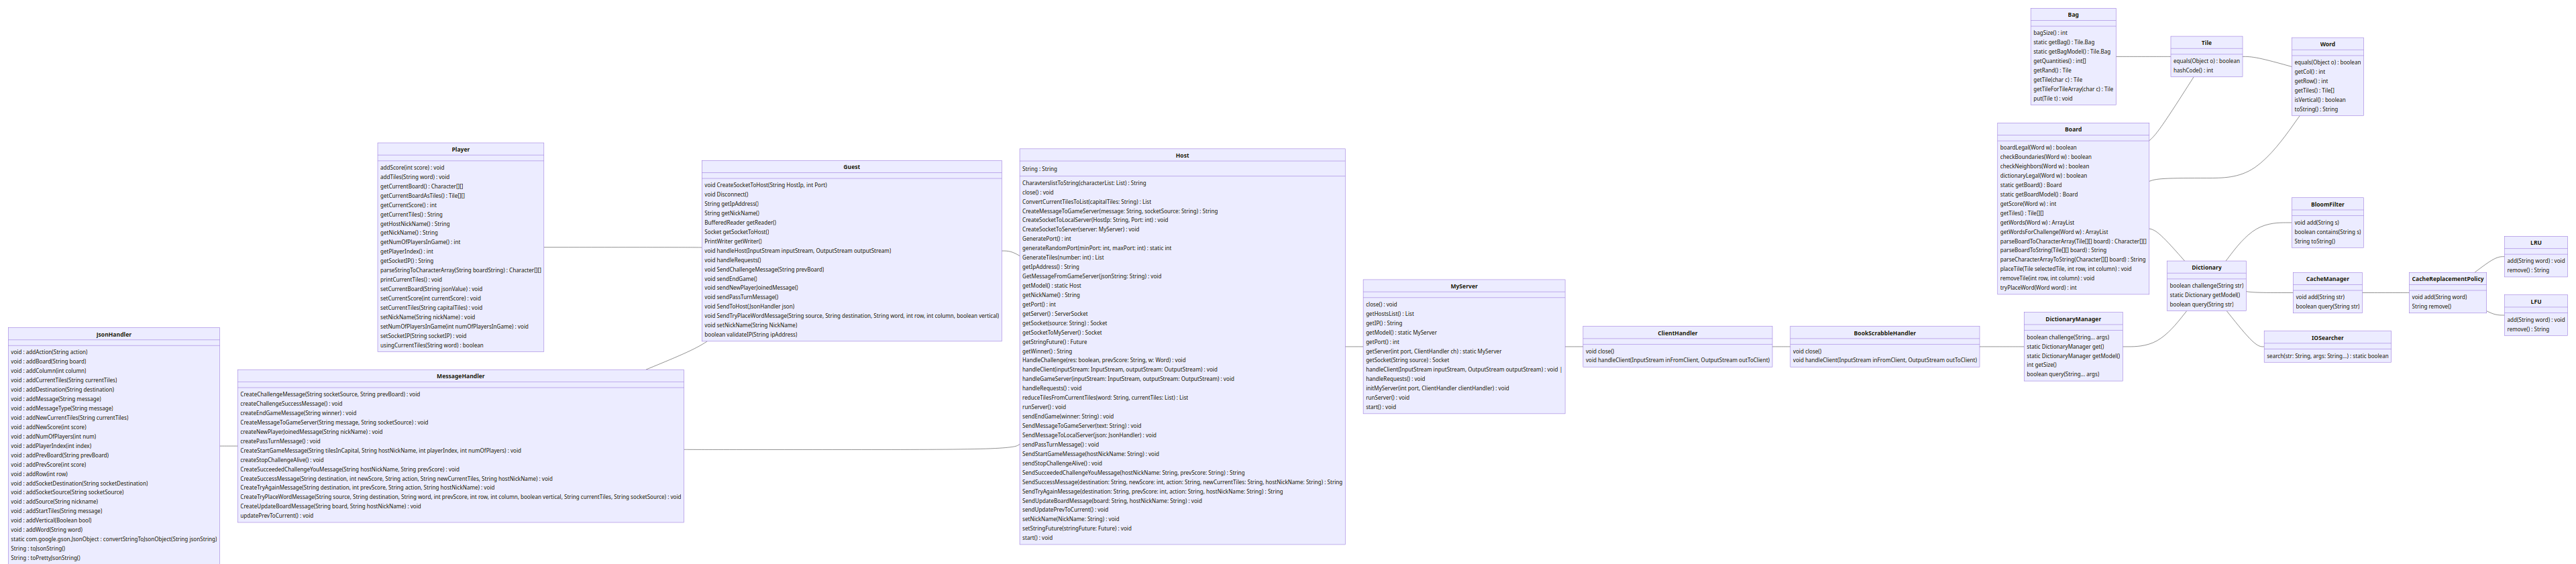 JsonHandler
void : addAction(String action)
void : addBoard(String board)
void : addColumn(int column)
void : addCurrentTiles(String currentTiles)
void : addDestination(String destination)
void : addMessage(String message)
void : addMessageType(String message)
void : addNewCurrentTiles(String currentTiles)
void : addNewScore(int score)
void : addNumOfPlayers(int num)
void : addPlayerIndex(int index)
void : addPrevBoard(String prevBoard)
void : addPrevScore(int score)
void : addRow(int row)
void : addSocketDestination(String socketDestination)
void : addSocketSource(String socketSource)
void : addSource(String nickname)
void : addStartTiles(String message)
void : addVertical(Boolean bool)
void : addWord(String word)
static com.google.gson.JsonObject : convertStringToJsonObject(String jsonString)
String : toJsonString()
String : toPrettyJsonString()
Player
addScore(int score) : void
addTiles(String word) : void
getCurrentBoard() : Character[][]
getCurrentBoardAsTiles() : Tile[][]
getCurrentScore() : int
getCurrentTiles() : String
getHostNickName() : String
getNickName() : String
getNumOfPlayersInGame() : int
getPlayerIndex() : int
getSocketIP() : String
parseStringToCharacterArray(String boardString) : Character[][]
printCurrentTiles() : void
setCurrentBoard(String jsonValue) : void
setCurrentScore(int currentScore) : void
setCurrentTiles(String capitalTiles) : void
setNickName(String nickName) : void
setNumOfPlayersInGame(int numOfPlayersInGame) : void
setSocketIP(String socketIP) : void
usingCurrentTiles(String word) : boolean
MessageHandler
CreateChallengeMessage(String socketSource, String prevBoard) : void
createChallengeSuccessMessage() : void
createEndGameMessage(String winner) : void
CreateMessageToGameServer(String message, String socketSource) : void
createNewPlayerJoinedMessage(String nickName) : void
createPassTurnMessage() : void
CreateStartGameMessage(String tilesInCapital, String hostNickName, int playerIndex, int numOfPlayers) : void
createStopChallengeAlive() : void
CreateSucceededChallengeYouMessage(String hostNickName, String prevScore) : void
CreateSuccessMessage(String destination, int newScore, String action, String newCurrentTiles, String hostNickName) : void
CreateTryAgainMessage(String destination, int prevScore, String action, String hostNickName) : void
CreateTryPlaceWordMessage(String source, String destination, String word, int prevScore, int row, int column, boolean vertical, String currentTiles, String socketSource) : void
CreateUpdateBoardMessage(String board, String hostNickName) : void
updatePrevToCurrent() : void
Guest
void CreateSocketToHost(String HostIp, int Port)
void Disconnect()
String getIpAddress()
String getNickName()
BufferedReader getReader()
Socket getSocketToHost()
PrintWriter getWriter()
void handleHost(InputStream inputStream, OutputStream outputStream)
void handleRequests()
void SendChallengeMessage(String prevBoard)
void sendEndGame()
void sendNewPlayerJoinedMessage()
void sendPassTurnMessage()
void SendToHost(JsonHandler json)
void SendTryPlaceWordMessage(String source, String destination, String word, int row, int column, boolean vertical)
void setNickName(String NickName)
boolean validateIP(String ipAddress)
Host
String : String
CharavterslistToString(characterList: List) : String
close() : void
ConvertCurrentTilesToList(capitalTiles: String) : List
CreateMessageToGameServer(message: String, socketSource: String) : String
CreateSocketToLocalServer(HostIp: String, Port: int) : void
CreateSocketToServer(server: MyServer) : void
GeneratePort() : int
generateRandomPort(minPort: int, maxPort: int) : static int
GenerateTiles(number: int) : List
getIpAddress() : String
GetMessageFromGameServer(jsonString: String) : void
getModel() : static Host
getNickName() : String
getPort() : int
getServer() : ServerSocket
getSocket(source: String) : Socket
getSocketToMyServer() : Socket
getStringFuture() : Future
getWinner() : String
HandleChallenge(res: boolean, prevScore: String, w: Word) : void
handleClient(inputStream: InputStream, outputStream: OutputStream) : void
handleGameServer(inputStream: InputStream, outputStream: OutputStream) : void
handleRequests() : void
reduceTilesFromCurrentTiles(word: String, currentTiles: List) : List
runServer() : void
sendEndGame(winner: String) : void
SendMessageToGameServer(text: String) : void
SendMessageToLocalServer(json: JsonHandler) : void
sendPassTurnMessage() : void
SendStartGameMessage(hostNickName: String) : void
sendStopChallengeAlive() : void
SendSucceededChallengeYouMessage(hostNickName: String, prevScore: String) : String
SendSuccessMessage(destination: String, newScore: int, action: String, newCurrentTiles: String, hostNickName: String) : String
SendTryAgainMessage(destination: String, prevScore: int, action: String, hostNickName: String) : String
SendUpdateBoardMessage(board: String, hostNickName: String) : void
sendUpdatePrevToCurrent() : void
setNickName(NickName: String) : void
setStringFuture(stringFuture: Future) : void
start() : void
MyServer
close() : void
getHostsList() : List
getIP() : String
getModel() : static MyServer
getPort() : int
getServer(int port, ClientHandler ch) : static MyServer
getSocket(String source) : Socket
handleClient(InputStream inputStream, OutputStream outputStream) : void |
handleRequests() : void
initMyServer(int port, ClientHandler clientHandler) : void
runServer() : void
start() : void
ClientHandler
void close()
void handleClient(InputStream inFromClient, OutputStream outToClient)
BookScrabbleHandler
void close()
void handleClient(InputStream inFromClient, OutputStream outToClient)
Bag
bagSize() : int
static getBag() : Tile.Bag
static getBagModel() : Tile.Bag
getQuantities() : int[]
getRand() : Tile
getTile(char c) : Tile
getTileForTileArray(char c) : Tile
put(Tile t) : void
Board
boardLegal(Word w) : boolean
checkBoundaries(Word w) : boolean
checkNeighbors(Word w) : boolean
dictionaryLegal(Word w) : boolean
static getBoard() : Board
static getBoardModel() : Board
getScore(Word w) : int
getTiles() : Tile[][]
getWords(Word w) : ArrayList
getWordsForChallenge(Word w) : ArrayList
parseBoardToCharacterArray(Tile[][] board) : Character[][]
parseBoardToString(Tile[][] board) : String
parseCharacterArrayToString(Character[][] board) : String
placeTile(Tile selectedTile, int row, int column) : void
removeTile(int row, int column) : void
tryPlaceWord(Word word) : int
DictionaryManager
boolean challenge(String... args)
static DictionaryManager get()
static DictionaryManager getModel()
int getSize()
boolean query(String... args)
Tile
equals(Object o) : boolean
hashCode() : int
Dictionary
boolean challenge(String str)
static Dictionary getModel()
boolean query(String str)
Word
equals(Object o) : boolean
getCol() : int
getRow() : int
getTiles() : Tile[]
isVertical() : boolean
toString() : String
BloomFilter
void add(String s)
boolean contains(String s)
String toString()
CacheManager
void add(String str)
boolean query(String str)
IOSearcher
search(str: String, args: String...) : static boolean
CacheReplacementPolicy
void add(String word)
String remove()
LRU
add(String word) : void
remove() : String
LFU
add(String word) : void
remove() : String